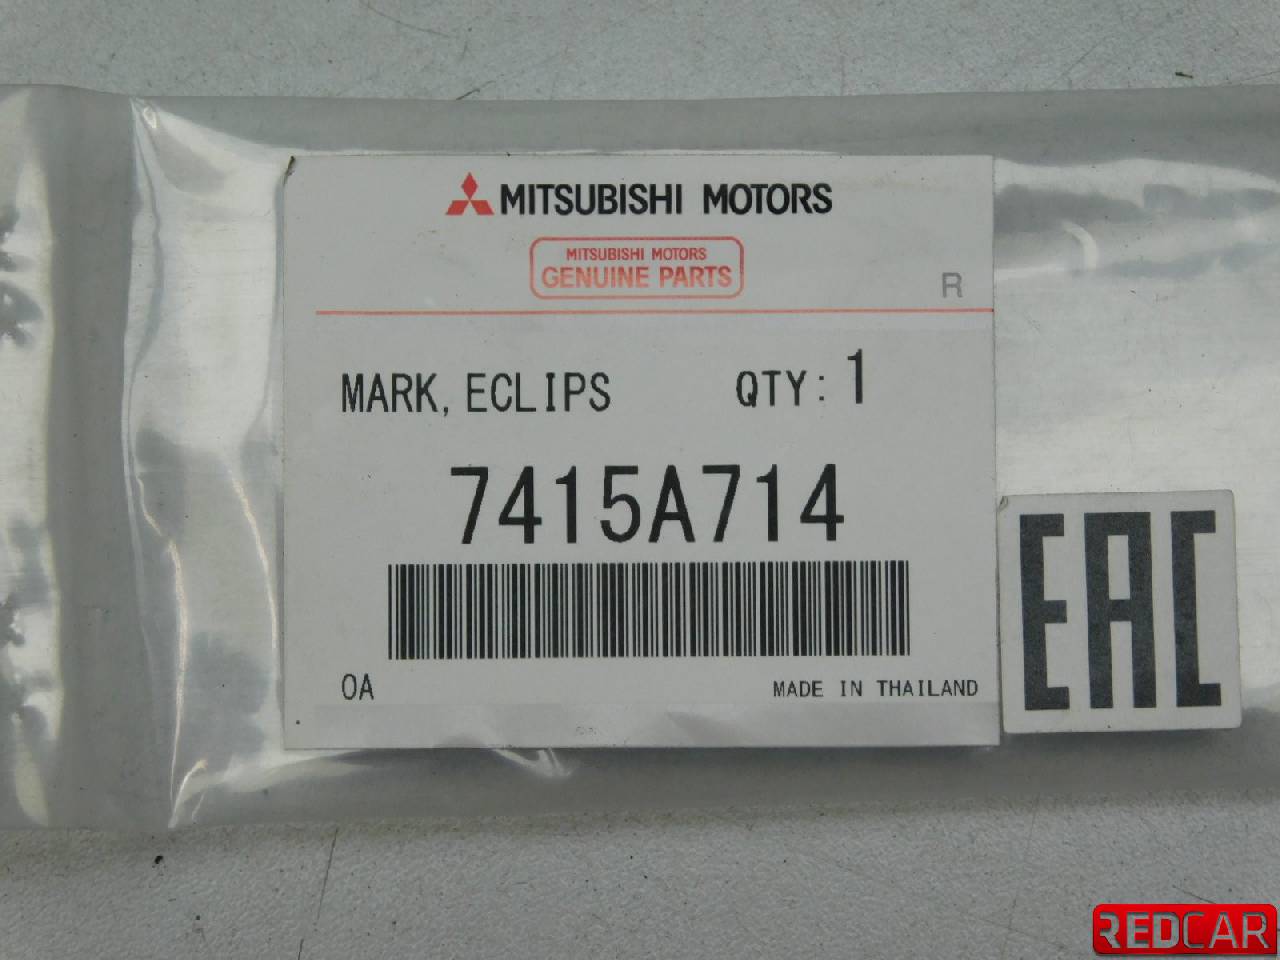 MITSUBISHI MOTORS
MITSUBISHI MOTORS
GENUINE PARTS
R
MARK, ECLIPS QTY: 1
7415A714
EAC
OA MADE IN THAILAND
REDCAR